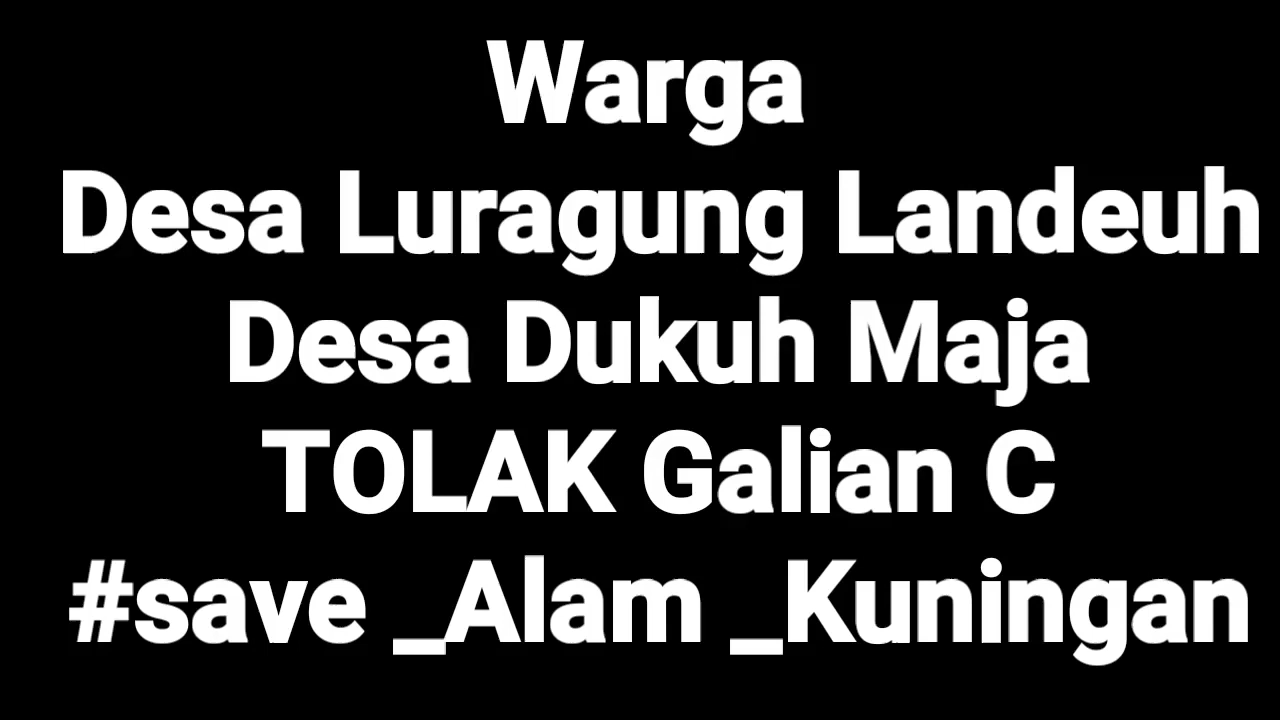 Warga
Desa Luragung Landeuh
Desa Dukuh Maja
TOLAK Galian C
#save _Alam _Kuningan